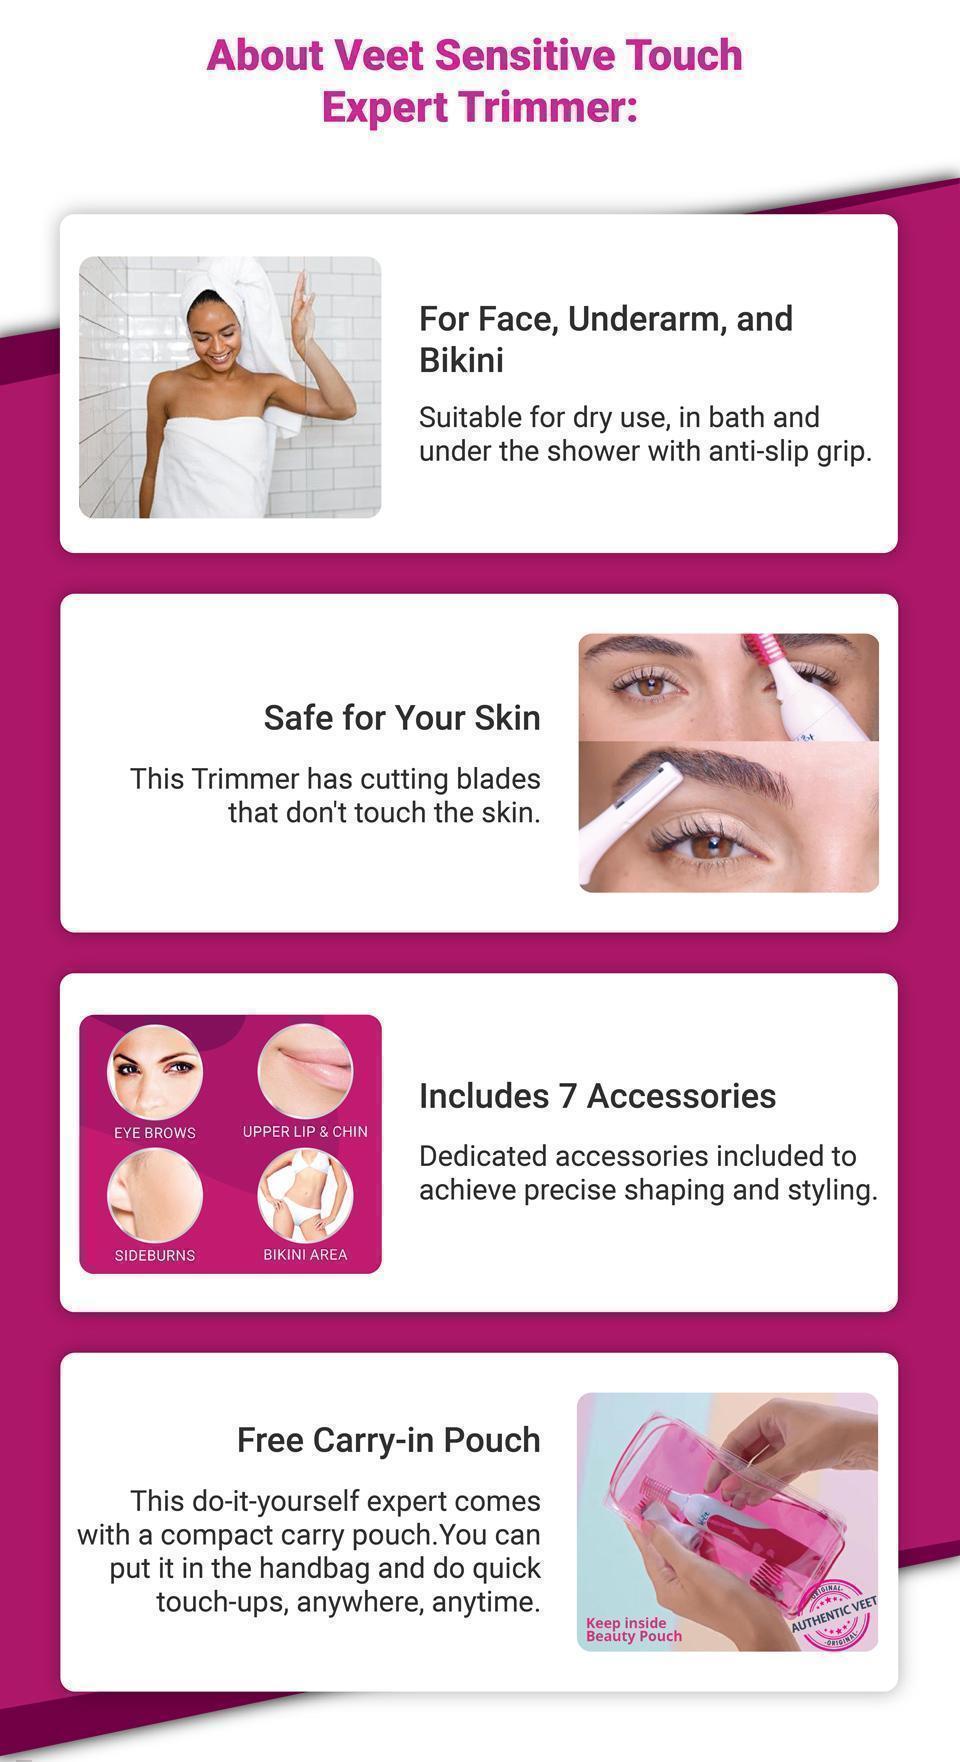 About Veet Sensitive Touch
Expert Trimmer:
For Face, Underarm, and
Bikini
Suitable for dry use, in bath and
under the shower with anti-slip grip.
Safe for Your Skin
This Trimmer has cutting blades
that don't touch the skin.
EYE BROWS
UPPER LIP & CHIN
SIDEBURNS
BIKINI AREA
Includes 7 Accessories
Dedicated accessories included to
achieve precise shaping and styling.
Free Carry-in Pouch
This do-it-yourself expert comes
with a compact carry pouch.You can
put it in the handbag and do quick
touch-ups, anywhere, anytime.
Keep inside
Beauty Pouch
ORIGINAL
AUTHENTIC VEET
ORIGINAL